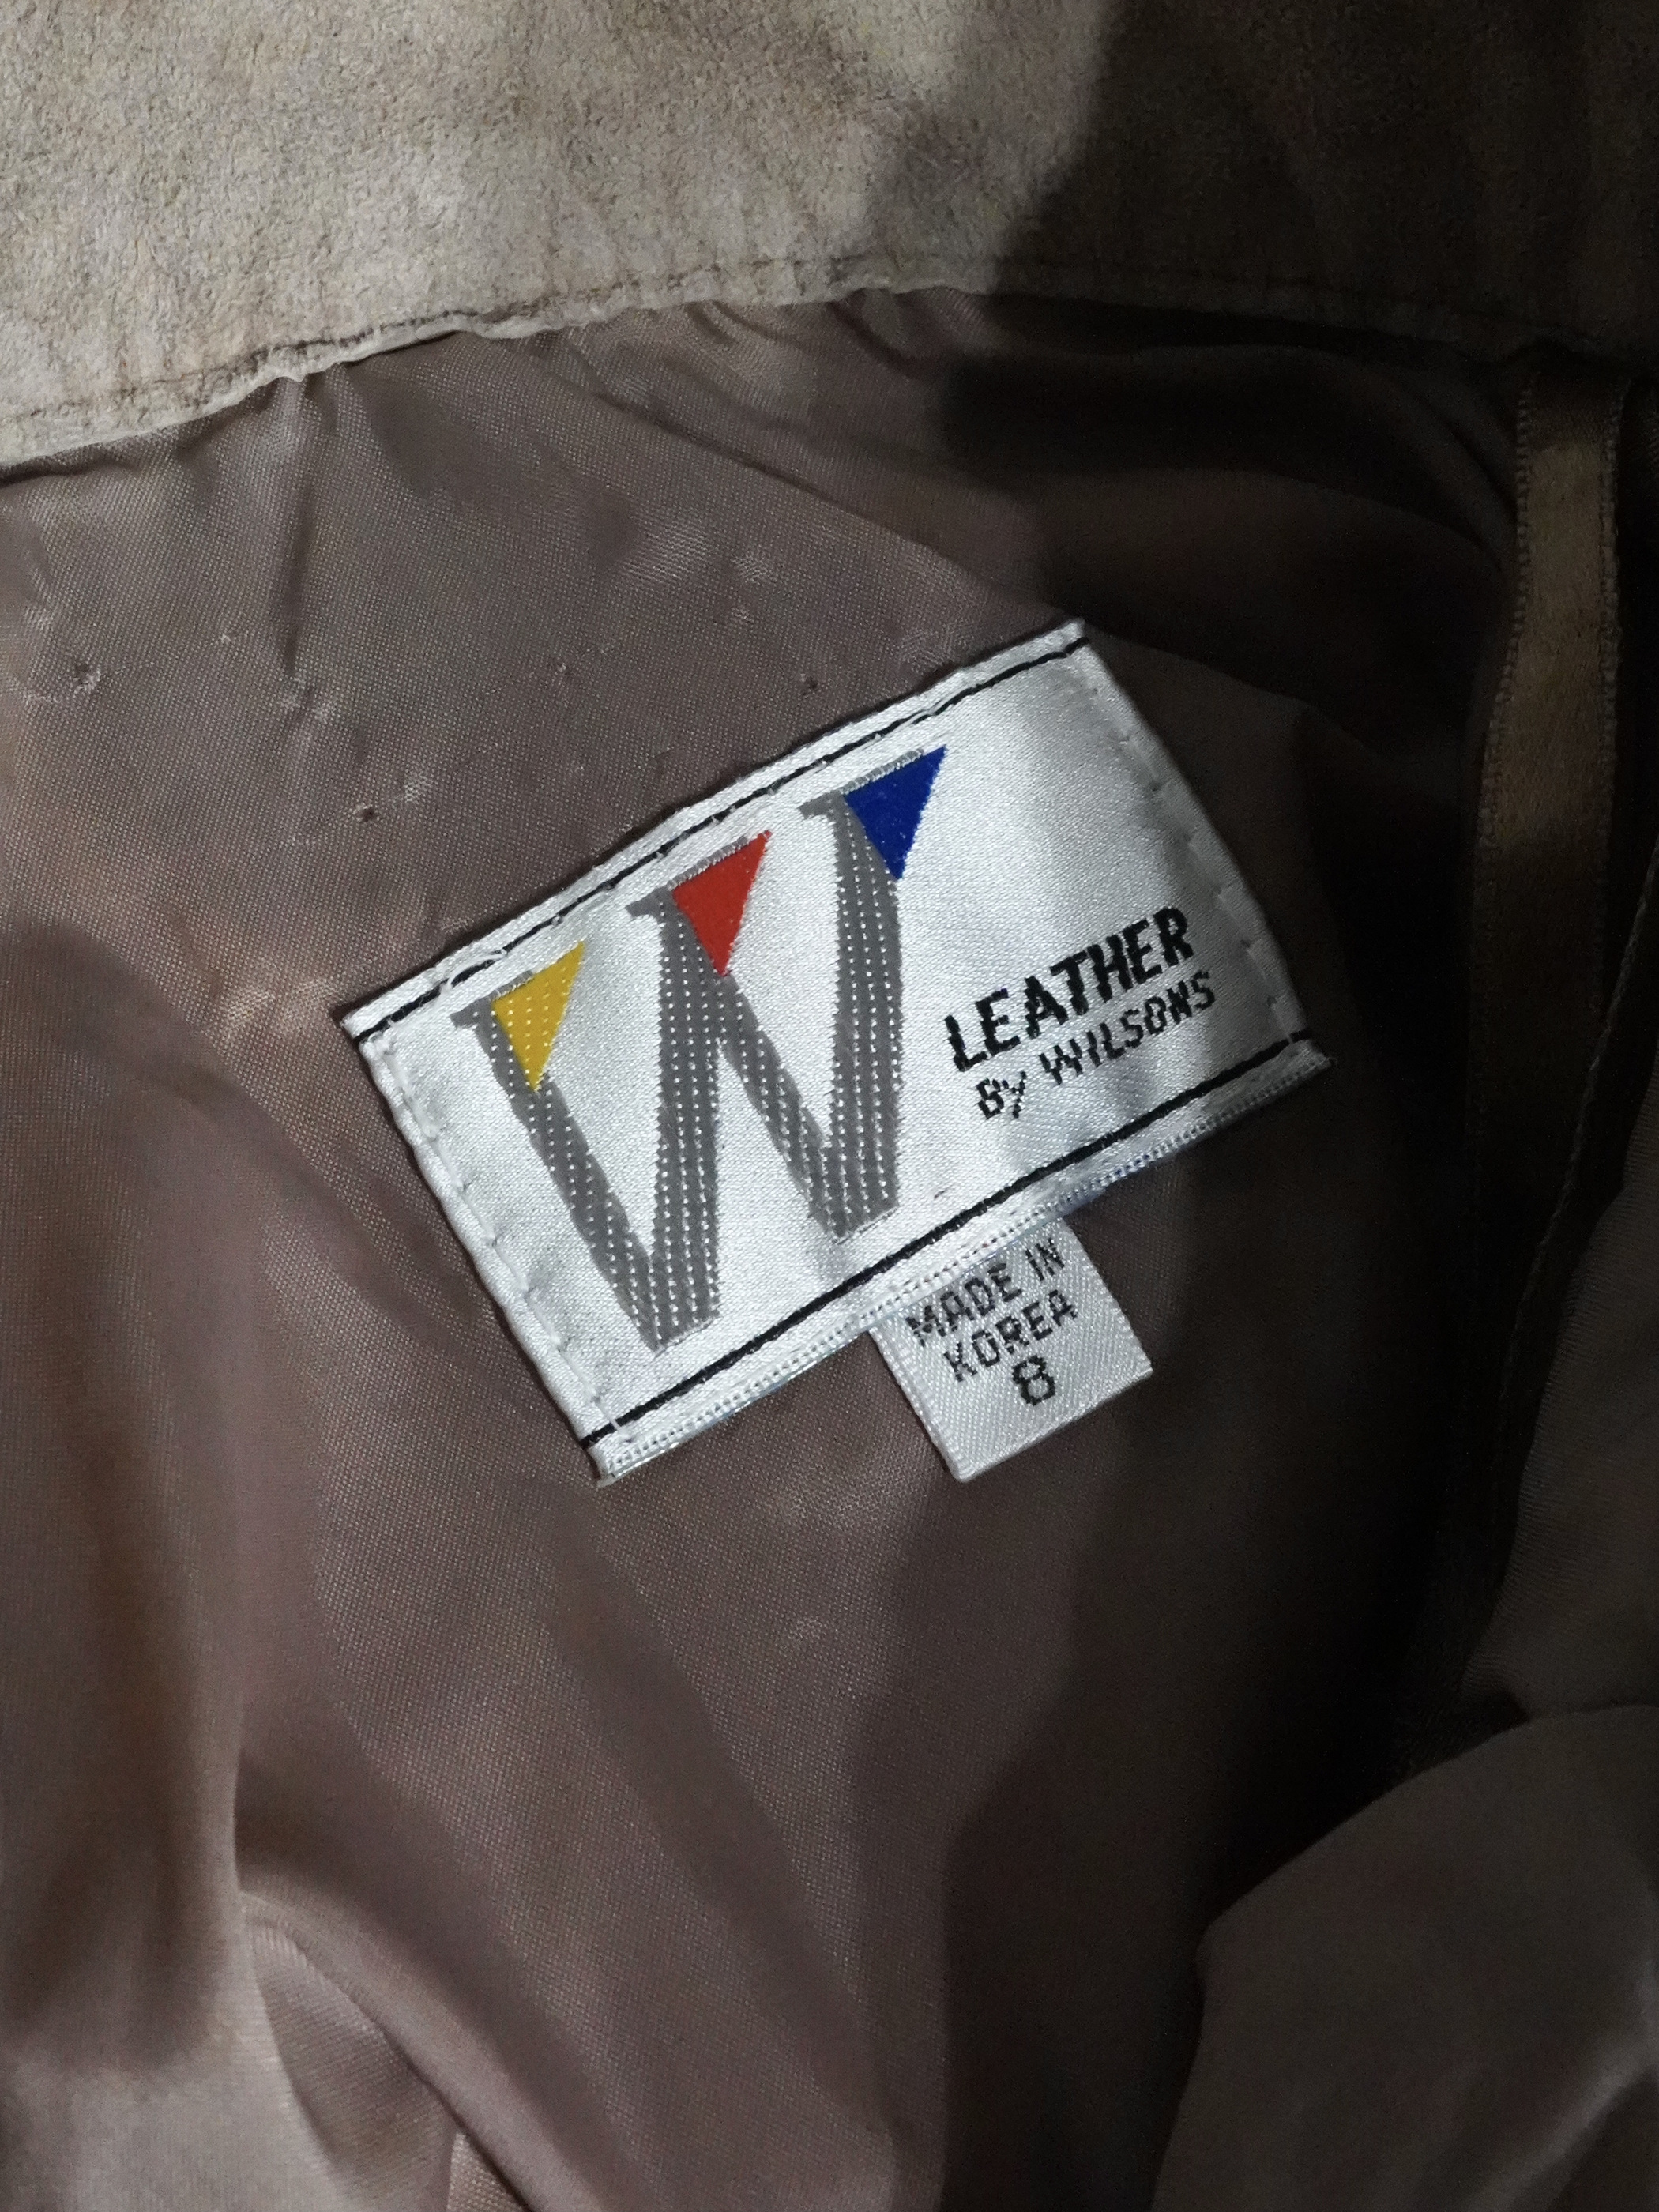 W
LEATHER
BY WILSONS
MADE IN
KOREA
8